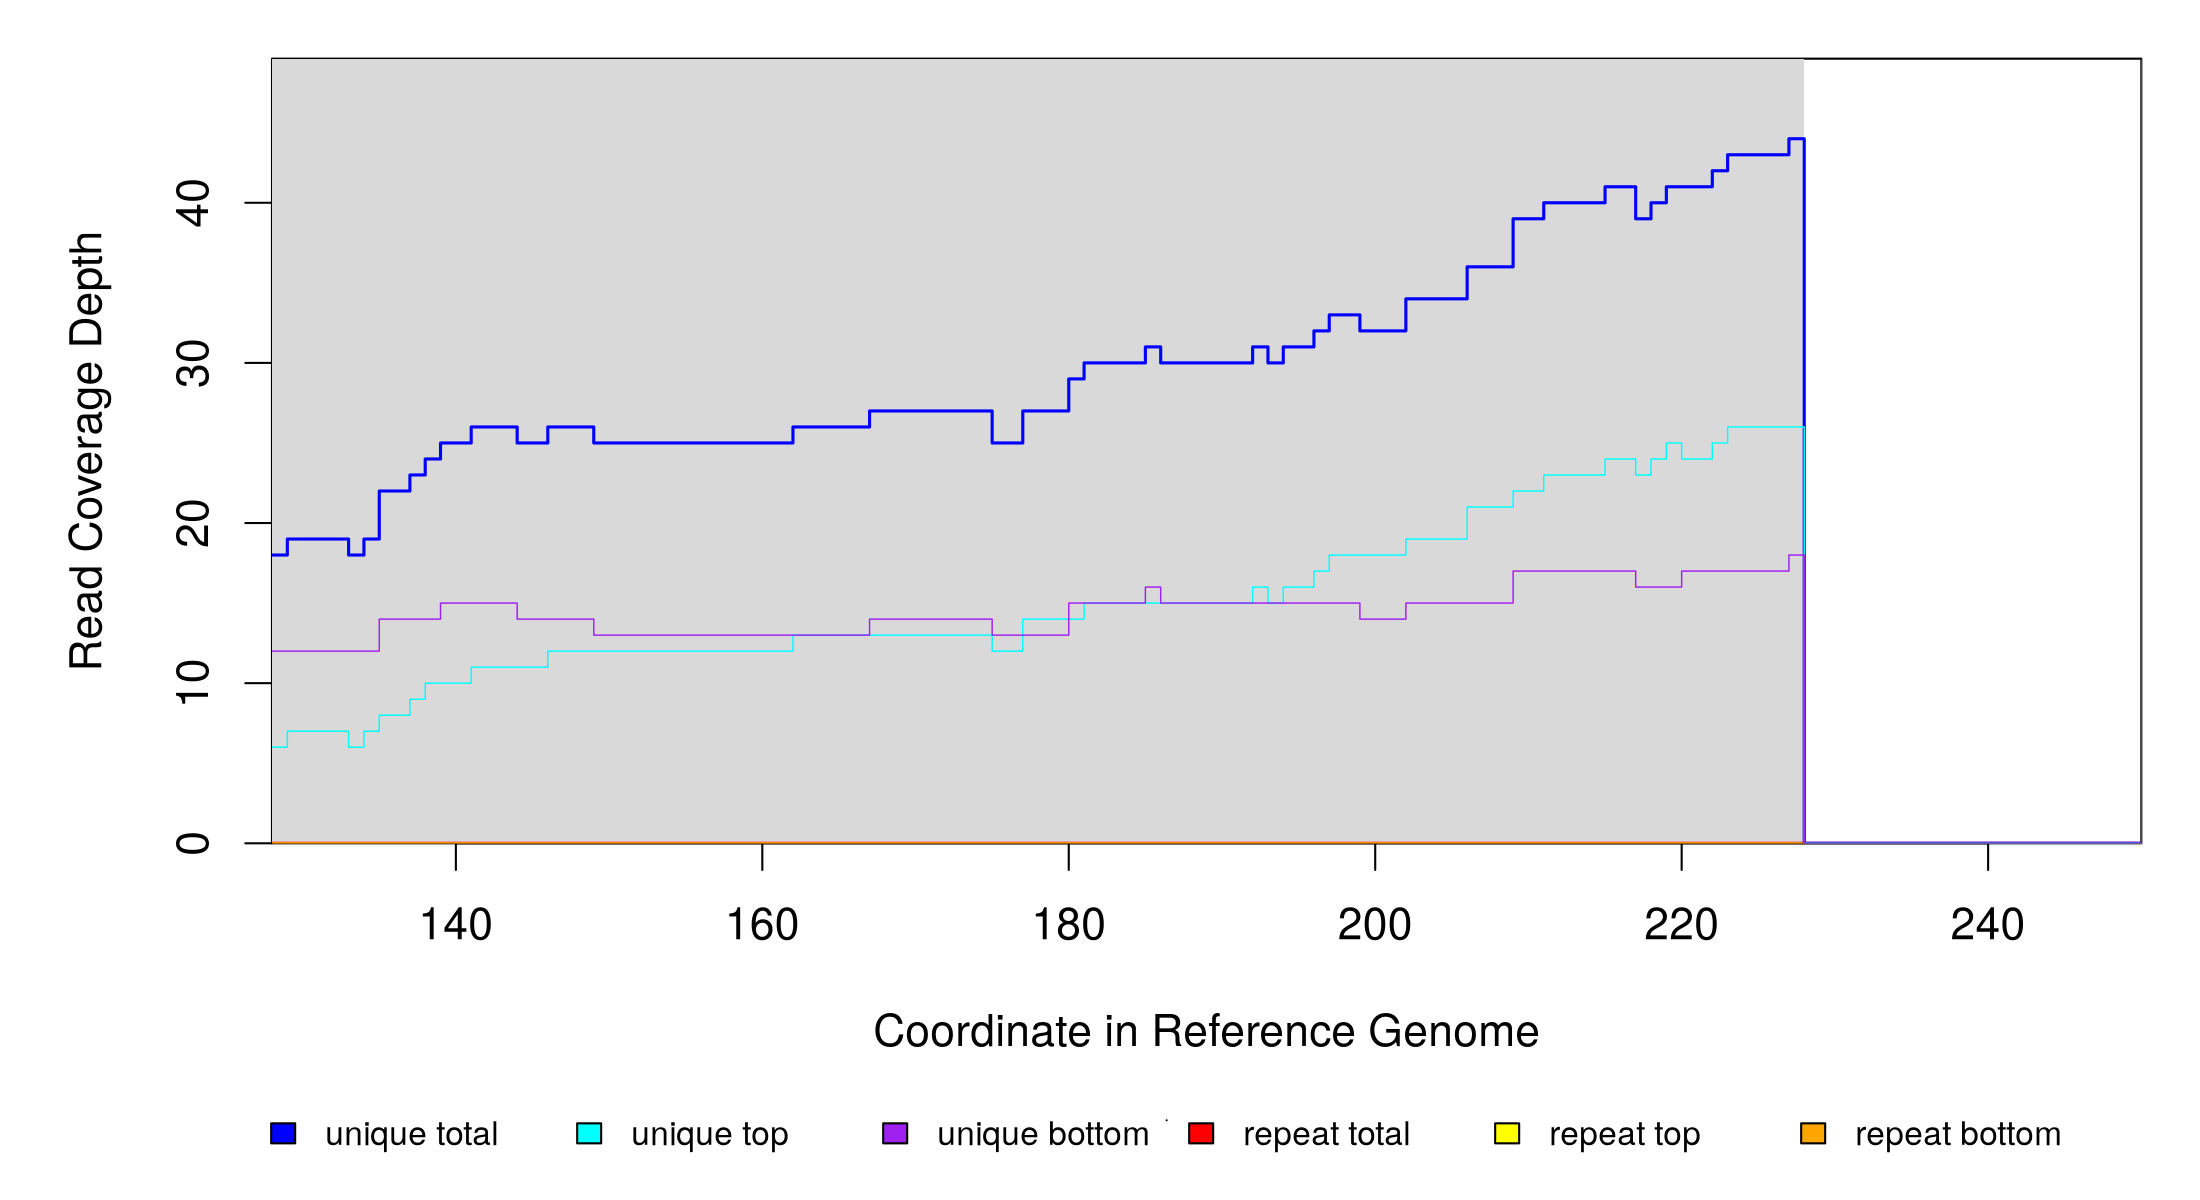 Read Coverage Depth
40
30
20
10
0
140 160 180 200 220 240
Coordinate in Reference Genome
unique total unique top unique bottom repeat total repeat top repeat bottom